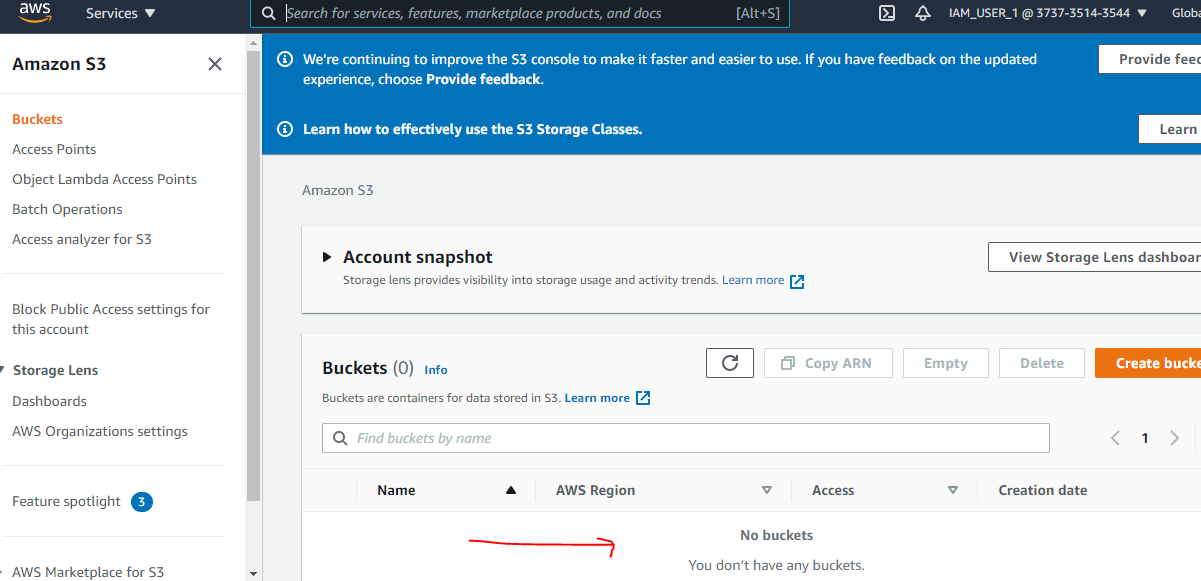 aws
Services
Search for services, features, marketplace products, and docs [Alt+S]
IAM_USER_1 @ 3737-3514-3544
Globa
Amazon S3
Buckets
Access Points
Object Lambda Access Points
Batch Operations
Access analyzer for S3
Block Public Access settings for
this account
Storage Lens
Dashboards
AWS Organizations settings
Feature spotlight 3
AWS Marketplace for S3
We're continuing to improve the S3 console to make it faster and easier to use. If you have feedback on the updated
experience, choose Provide feedback.
Provide feed
Learn how to effectively use the S3 Storage Classes.
Learn
Amazon S3
Account snapshot
Storage lens provides visibility into storage usage and activity trends. Learn more
View Storage Lens dashboar
Buckets (0) Info
Copy ARN
Empty
Delete
Create bucke
Buckets are containers for data stored in S3. Learn more
Find buckets by name
1
Name AWS Region Access Creation date
No buckets
You don't have any buckets.